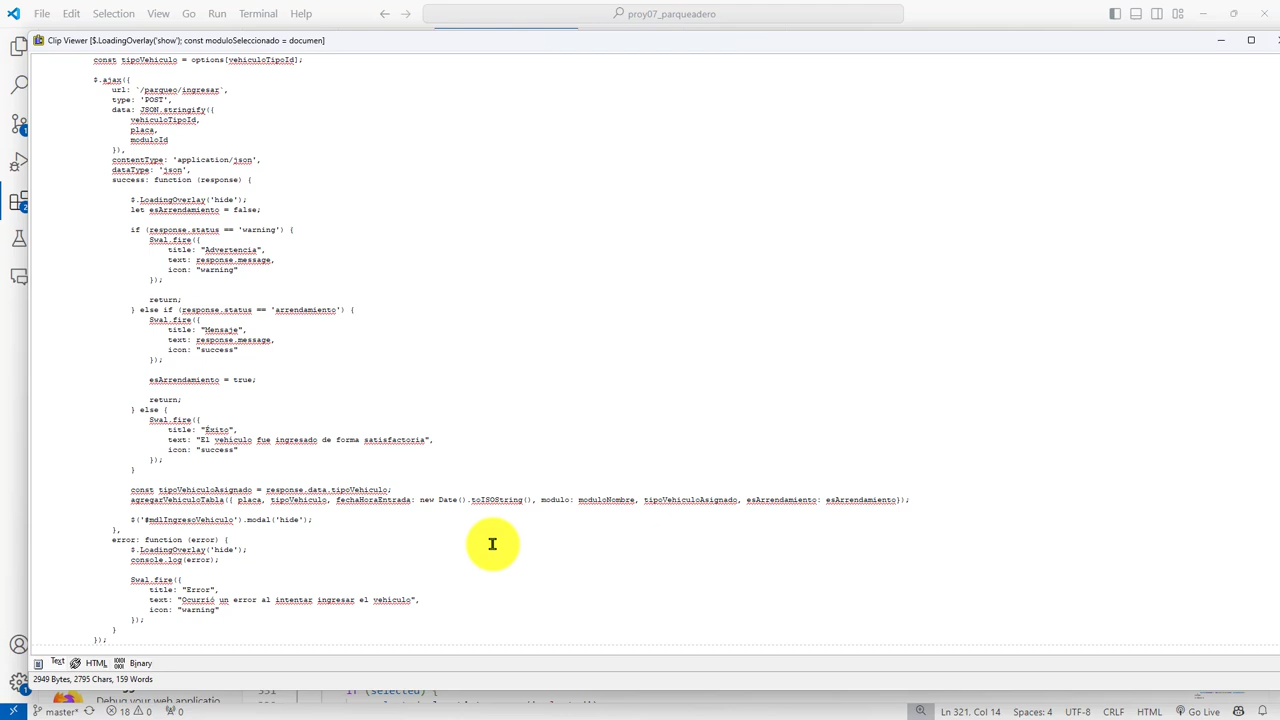 File Edit Selection View Go Run Terminal Help
proy07_parqueadero
Clip Viewer [$.LoadingOverlay('show'); const moduloSeleccionado = documen]
const tipoVehiculo = options[vehiculoTipoId];
$.ajax({
url: `/parqueo/ingresar`,
type: 'POST',
data: JSON.stringify({
vehiculoTipoId,
placa,
moduloId
}),
contentType: 'application/json',
dataType: 'json',
success: function (response) {
$.LoadingOverlay('hide');
let esArrendamiento = false;
if (response.status == 'warning') {
Swal.fire({
title: "Advertencia",
text: response.message,
icon: "warning"
});
return;
} else if (response.status == 'arrendamiento') {
Swal.fire({
title: "Mensaje",
text: response.message,
icon: "success"
});
esArrendamiento = true;
return;
} else {
Swal.fire({
title: "Éxito",
text: "El vehículo fue ingresado de forma satisfactoria",
icon: "success"
});
}
const tipoVehiculoAsignado = response.data.tipoVehiculo;
agregarVehiculoTabla({ placa, tipoVehiculo, fechaHoraEntrada: new Date().toISOString(), modulo: moduloNombre, tipoVehiculoAsignado, esArrendamiento: esArrendamiento});
$('#mdlIngresoVehiculo').modal('hide');
},
error: function (error) {
$.LoadingOverlay('hide');
console.log(error);
Swal.fire({
title: "Error",
text: "Ocurrió un error al intentar ingresar el vehículo",
icon: "warning"
});
}
});
Text HTML Binary
2949 Bytes, 2795 Chars, 159 Words
Debug your web applicatio
master* 18 0 0 Ln 321, Col 14 Spaces: 4 UTF-8 CRLF HTML Go Live